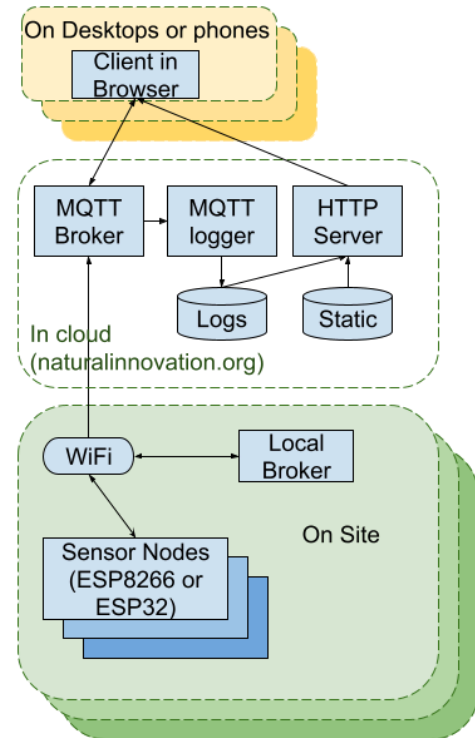 On Desktops or phones
Client in
Browser
MQTT
Broker
MQTT
logger
HTTP
Server
Logs
Static
In cloud
(naturalinnovation.org)
WiFi
Local
Broker
On Site
Sensor Nodes
(ESP8266 or
ESP32)